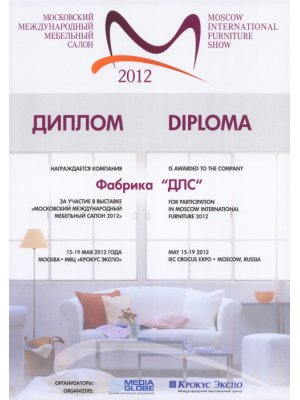 МОСКОВСКИЙ
МЕЖДУНАРОДНЫЙ
МЕБЕЛЬНЫЙ
САЛОН
MOSCOW
INTERNATIONAL
FURNITURE
SHOW
2012
ДИПЛОМ
DIPLOMA
НАГРАЖДАЕТСЯ КОМПАНИЯ
IS AWARDED TO THE COMPANY
Фабрика "ДЛС"
ЗА УЧАСТИЕ В ВЫСТАВКЕ
«МОСКОВСКИЙ МЕЖДУНАРОДНЫЙ
МЕБЕЛЬНЫЙ САЛОН 2012»
FOR PARTICIPATION
IN MOSCOW INTERNATIONAL
FURNITURE 2012
15-19 МАЯ 2012 ГОДА
МОСКВА • МВЦ «КРОКУС ЭКСПО»
MAY 15-19 2012
IEC CROCUS EXPO • MOSCOW, RUSSIA
ОРГАНИЗАТОРЫ:
ORGANIZERS:
MEDIA
GLOBE
КРОКУС ЭКСПО
Международный выставочный центр